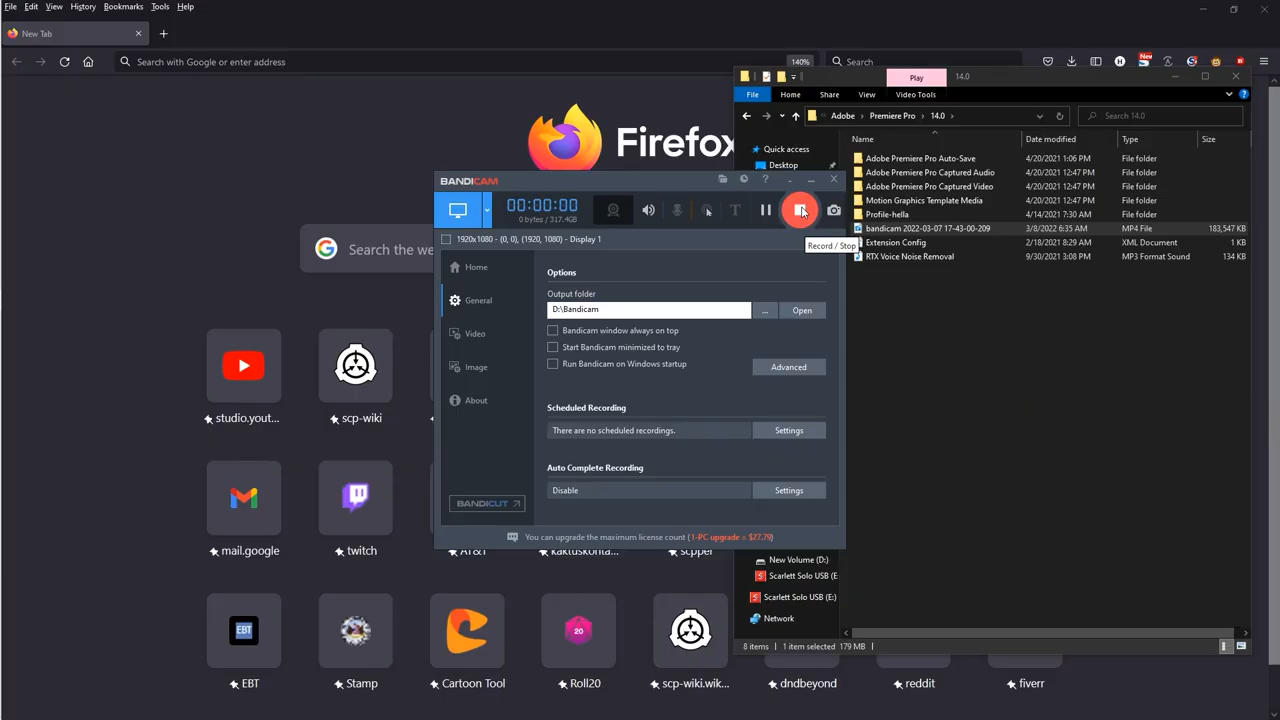 File Edit View History Bookmarks Tools Help
New Tab
Search with Google or enter address
140%
Search
New
Firefox
Play
14.0
File Home Share View Video Tools
Adobe Premiere Pro 14.0
Search 14.0
Quick access
Desktop
Name Date modified Type Size
Adobe Premiere Pro Auto-Save 4/20/2021 1:06 PM File folder
Adobe Premiere Pro Captured Audio 4/20/2021 12:47 PM File folder
Adobe Premiere Pro Captured Video 4/20/2021 12:47 PM File folder
Motion Graphics Template Media 4/20/2021 12:47 PM File folder
Profile-hella 4/14/2021 7:30 AM File folder
bandicam 2022-03-07 17-43-00-209 3/8/2022 6:35 AM MP4 File 183,547 KB
Extension Config 2/18/2021 8:29 AM XML Document 1 KB
RTX Voice Noise Removal 9/30/2021 3:08 PM MP3 Format Sound 134 KB
BANDICAM
00:00:00
0 bytes / 317.4GB
Record / Stop
1920x1080 - (0, 0), (1920, 1080) - Display 1
Home
General
Video
Image
About
BANDICUT
Options
Output folder
D:\Bandicam
... Open
Bandicam window always on top
Start Bandicam minimized to tray
Run Bandicam on Windows startup
Advanced
Scheduled Recording
There are no scheduled recordings. Settings
Auto Complete Recording
Disable Settings
You can upgrade the maximum license count (1-PC upgrade = $27.79)
New Volume (D:)
Scarlett Solo USB (E
Scarlett Solo USB (E:)
Network
8 items 1 item selected 179 MB
studio.yout... scp-wiki
mail.google twitch AT&T kaktuskonta... scpper
EBT
20
EBT Stamp Cartoon Tool Roll20 scp-wiki.wik... dndbeyond reddit fiverr